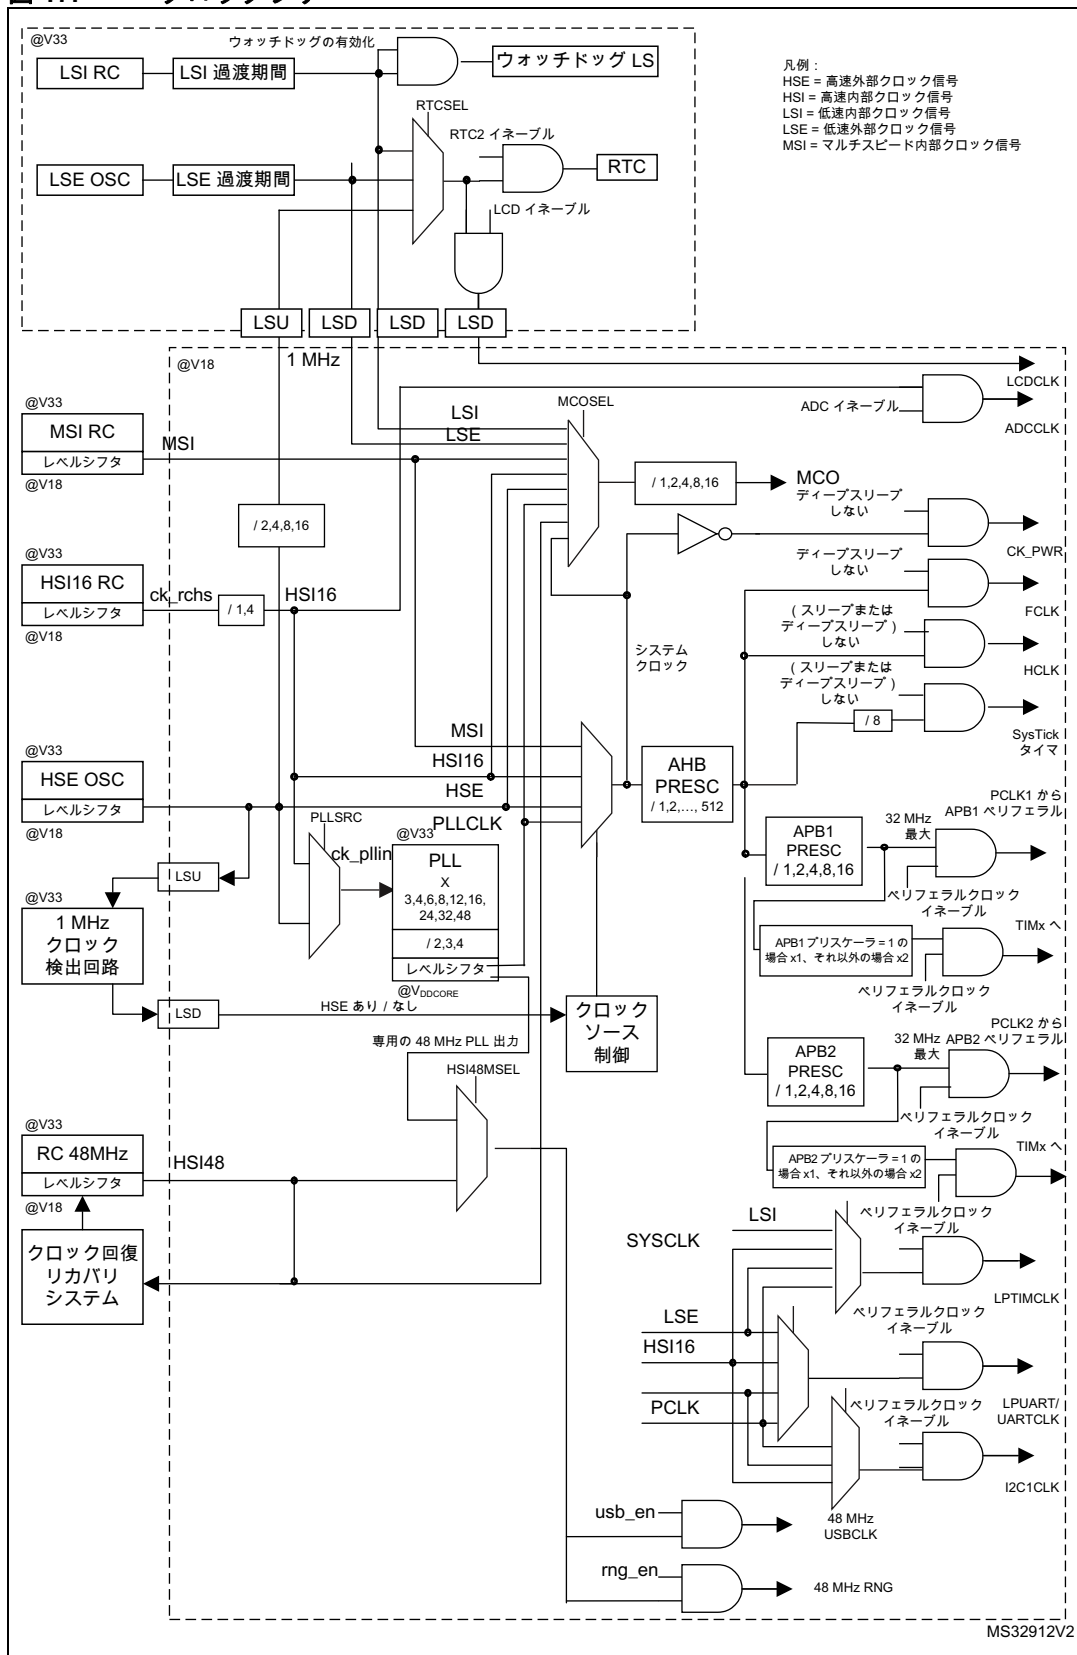 @V33
ウォッチドッグの有効化
LSI RC
LSI 過渡期間
ウォッチドッグ LS
凡例：
HSE = 高速外部クロック信号
HSI = 高速内部クロック信号
LSI = 低速内部クロック信号
LSE = 低速外部クロック信号
MSI = マルチスピード内部クロック信号
RTCSEL
RTC2 イネーブル
LSE OSC
LSE 過渡期間
RTC
LCD イネーブル
LSU
LSD
LSD
LSD
@V18
1 MHz
LCDCLK
@V33
MSI RC
レベルシフタ
@V18
MSI
LSI
LSE
MCOSEL
ADC イネーブル
ADCCLK
/ 1,2,4,8,16
MCO
ディープスリープ
しない
CK_PWR
/ 2,4,8,16
@V33
HSI16 RC
レベルシフタ
@V18
ck_rchs
/ 1,4
HSI16
ディープスリープ
しない
FCLK
( スリープまたは
ディープスリープ )
しない
HCLK
システム
クロック
( スリープまたは
ディープスリープ )
しない
/ 8
SysTick
タイマ
@V33
HSE OSC
レベルシフタ
@V18
MSI
HSI16
HSE
PLLCLK
AHB
PRESC
/ 1,2,…, 512
PLLSRC
ck_pllin
@V33
PLL
X
3,4,6,8,12,16,
24,32,48
/ 2,3,4
レベルシフタ
@VDDCORE
PCLK1 から
APB1 ペリフェラル
32 MHz
最大
APB1
PRESC
/ 1,2,4,8,16
ペリフェラルクロック
イネーブル
LSU
@V33
1 MHz
クロック
検出回路
LSD
HSE あり / なし
クロック
ソース
制御
TIMx へ
APB1 プリスケーラ = 1 の
場合 x1、それ以外の場合 x2
ペリフェラルクロック
イネーブル
専用の 48 MHz PLL 出力
HSI48MSEL
PCLK2 から
APB2 ペリフェラル
32 MHz
最大
APB2
PRESC
/ 1,2,4,8,16
ペリフェラルクロック
イネーブル
@V33
RC 48MHz
レベルシフタ
@V18
HSI48
TIMx へ
APB2 プリスケーラ = 1 の
場合 x1、それ以外の場合 x2
ペリフェラルクロック
イネーブル
クロック回復
リカバリ
システム
LSI
SYSCLK
LPTIMCLK
LSE
HSI16
PCLK
ペリフェラルクロック
イネーブル
LPUART/
UARTCLK
ペリフェラルクロック
イネーブル
I2C1CLK
usb_en
48 MHz
USBCLK
rng_en
48 MHz RNG
MS32912V2